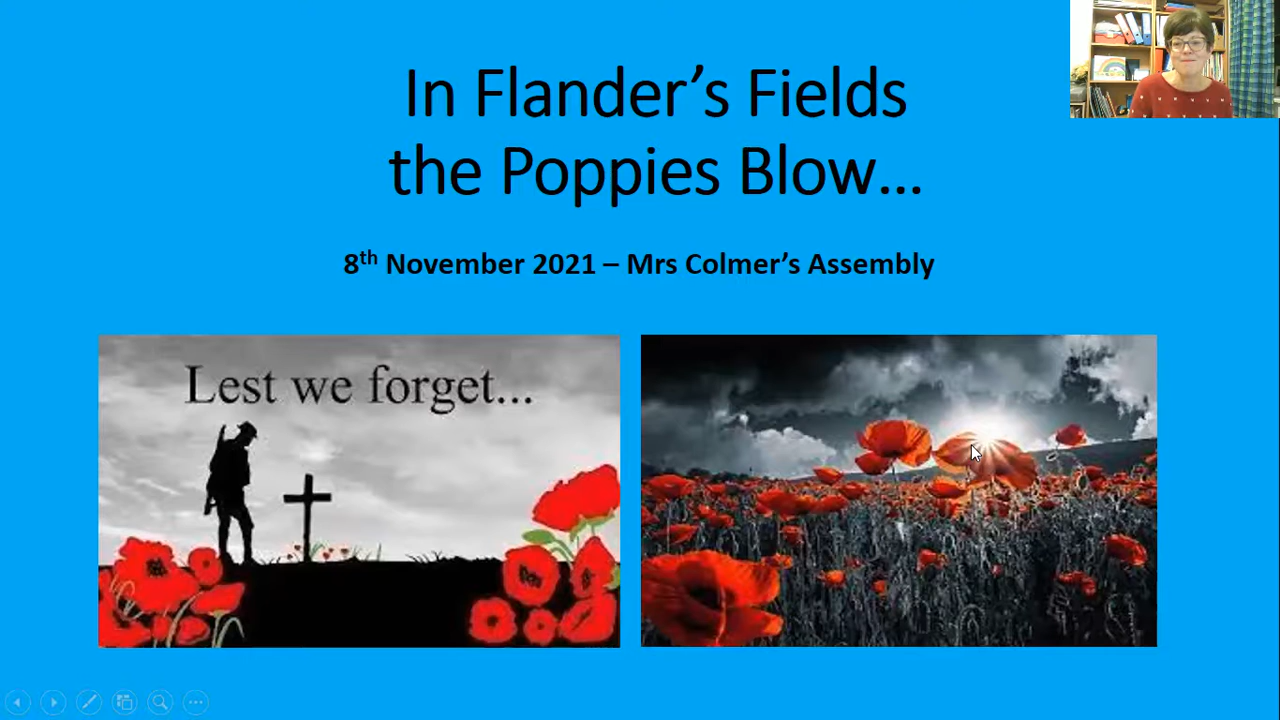 In Flander’s Fields
the Poppies Blow…
8th November 2021 – Mrs Colmer’s Assembly
Lest we forget...